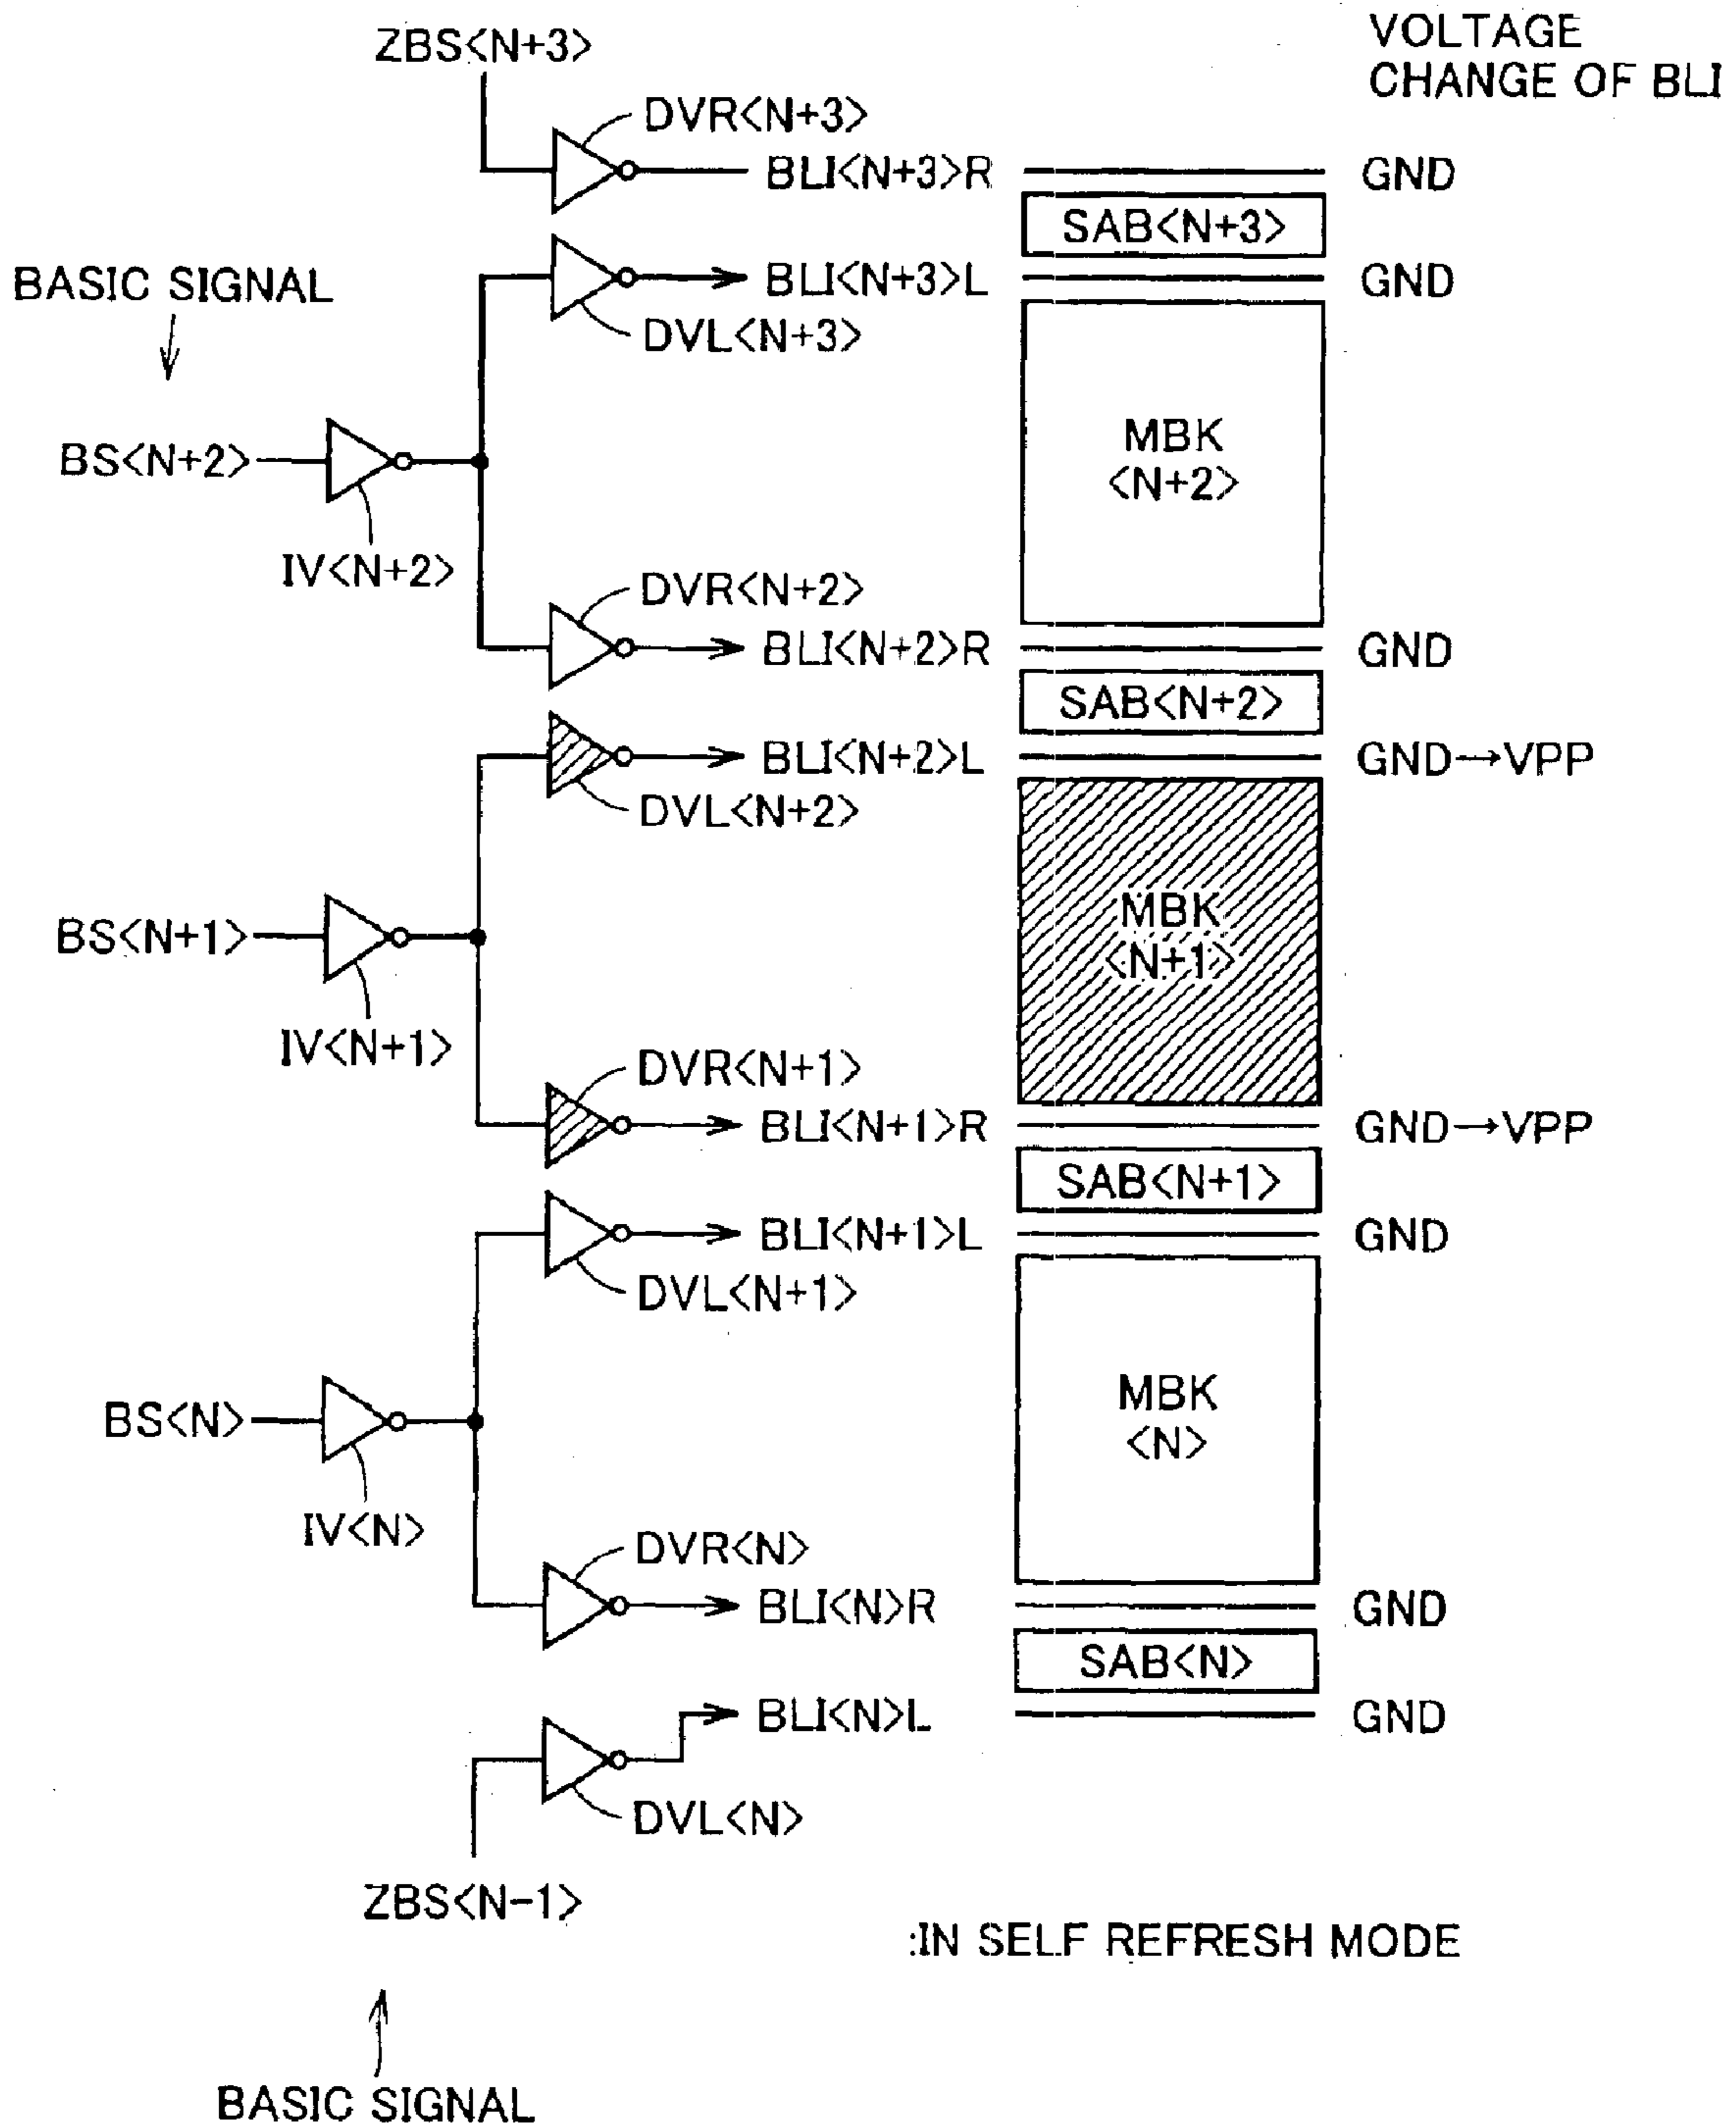 VOLTAGE
CHANGE OF BLI
ZBS<N+3>
DVR<N+3>
BLI<N+3>R
GND
SAB<N+3>
BASIC SIGNAL
BLI<N+3>L
GND
DVL<N+3>
BS<N+2>
MBK
<N+2>
IV<N+2>
DVR<N+2>
BLI<N+2>R
GND
SAB<N+2>
BLI<N+2>L
GND→VPP
DVL<N+2>
BS<N+1>
MBK
<N+1>
IV<N+1>
DVR<N+1>
BLI<N+1>R
GND→VPP
SAB<N+1>
BLI<N+1>L
GND
DVL<N+1>
BS<N>
MBK
<N>
IV<N>
DVR<N>
BLI<N>R
GND
SAB<N>
BLI<N>L
GND
DVL<N>
ZBS<N-1>
:IN SELF REFRESH MODE
BASIC SIGNAL